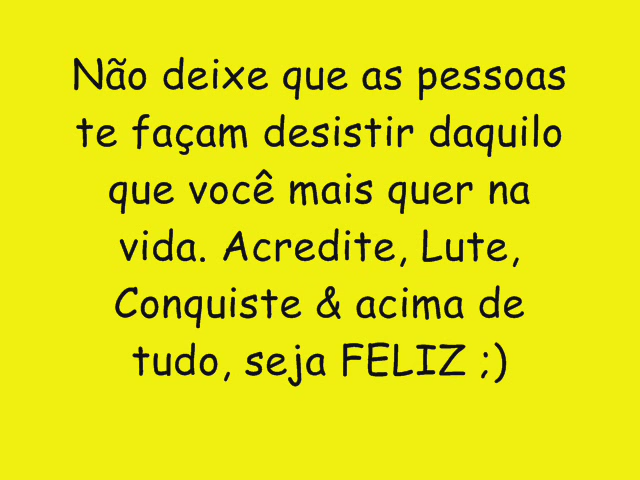 Não deixe que as pessoas
te façam desistir daquilo
que você mais quer na
vida. Acredite, Lute,
Conquiste & acima de
tudo, seja FELIZ ;)